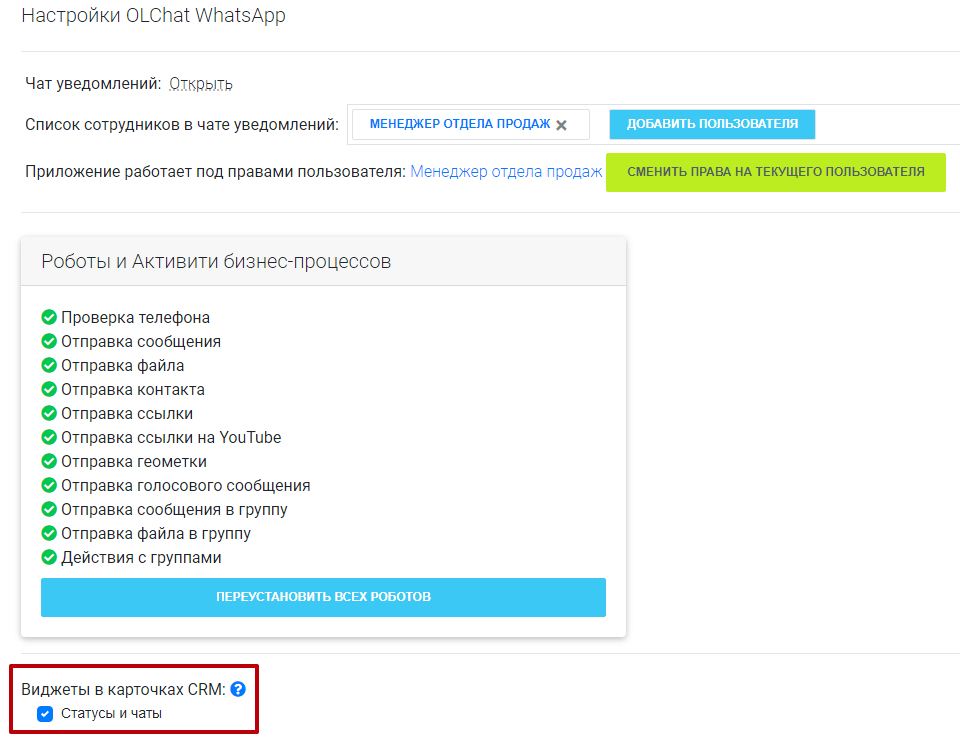 Настройки OLChat WhatsApp
Чат уведомлений: Открыть
Список сотрудников в чате уведомлений: МЕНЕДЖЕР ОТДЕЛА ПРОДАЖ ДОБАВИТЬ ПОЛЬЗОВАТЕЛЯ
Приложение работает под правами пользователя: Менеджер отдела продаж СМЕНИТЬ ПРАВА НА ТЕКУЩЕГО ПОЛЬЗОВАТЕЛЯ
Роботы и Активити бизнес-процессов
Проверка телефона
Отправка сообщения
Отправка файла
Отправка контакта
Отправка ссылки
Отправка ссылки на YouTube
Отправка геометки
Отправка голосового сообщения
Отправка сообщения в группу
Отправка файла в группу
Действия с группами
ПЕРЕУСТАНОВИТЬ ВСЕХ РОБОТОВ
Виджеты в карточках CRM: ?
Статусы и чаты